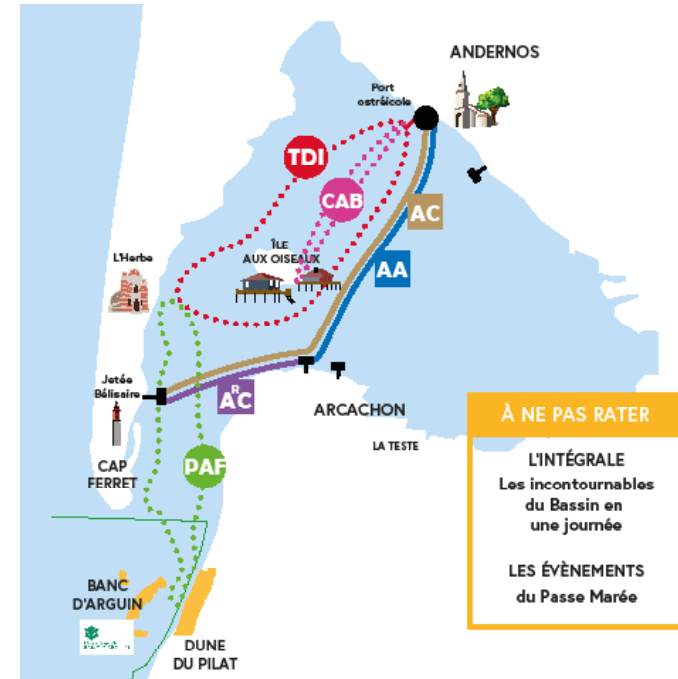 ANDERNOS
Port
ostréicole
TDI
CAB
AC
ÎLE
AUX OISEAUX
AA
L'Herbe
Jetée
Bélisaire
ARC
ARCACHON
LA TESTE
CAP
FERRET
PAF
À NE PAS RATER
L'INTÉGRALE
Les incontournables
du Bassin en
une journée
LES ÉVÈNEMENTS
du Passe Marée
BANC
D'ARGUIN
DUNE
DU PILAT